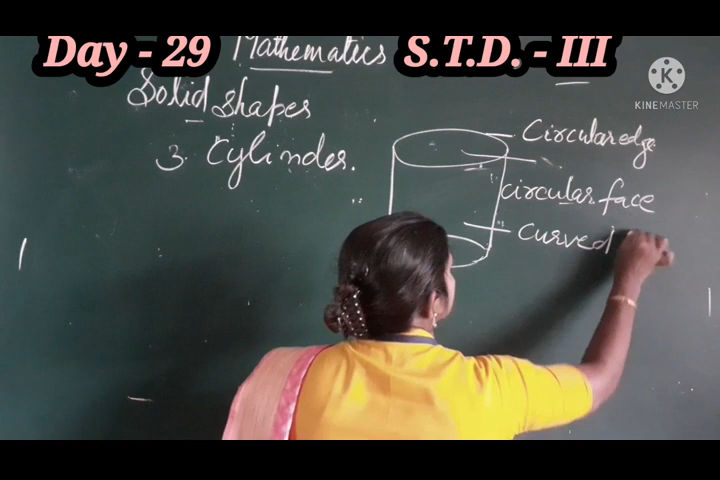 Day - 29 Mathematics S.T.D. - III
K
KINEMASTER
Solid shapes
3. Cylinder.
Circular edge
circular face
curved